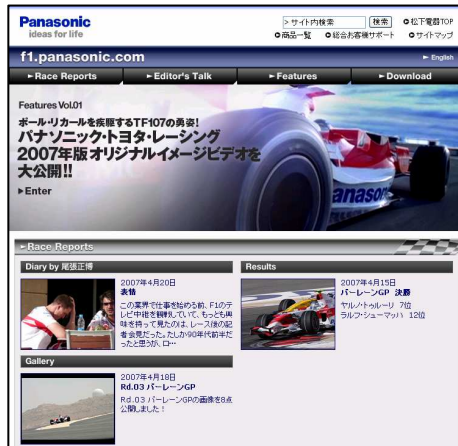 Panasonic
ideas for life
> サイト内検索 検索 松下電器TOP
商品一覧 総合お客様サポート サイトマップ
f1.panasonic.com
English
Race Reports Editor's Talk Features Download
Features Vol.01
ポール・リカールを疾駆するTF107の勇姿!
パナソニック・トヨタ・レーシング
2007年版オリジナルイメージビデオを
大公開!!
Enter
Panasonic
Race Reports
Diary by 尾張正博
2007年4月20日
表情
この業界で仕事を始める前、F1のテ
レビ中継を観戦していて、もっとも興
味を持って見たのは、レース後の記
者会見だった。たしか90年代前半だ
ったと思うが、ロ…
Results
2007年4月15日
バーレーンGP 決勝
ヤルノ・トゥルーリ 7位
ラルフ・シューマッハ 12位
Gallery
2007年4月18日
Rd.03 バーレーンGP
Rd.03 バーレーンGPの画像を8点
公開しました！